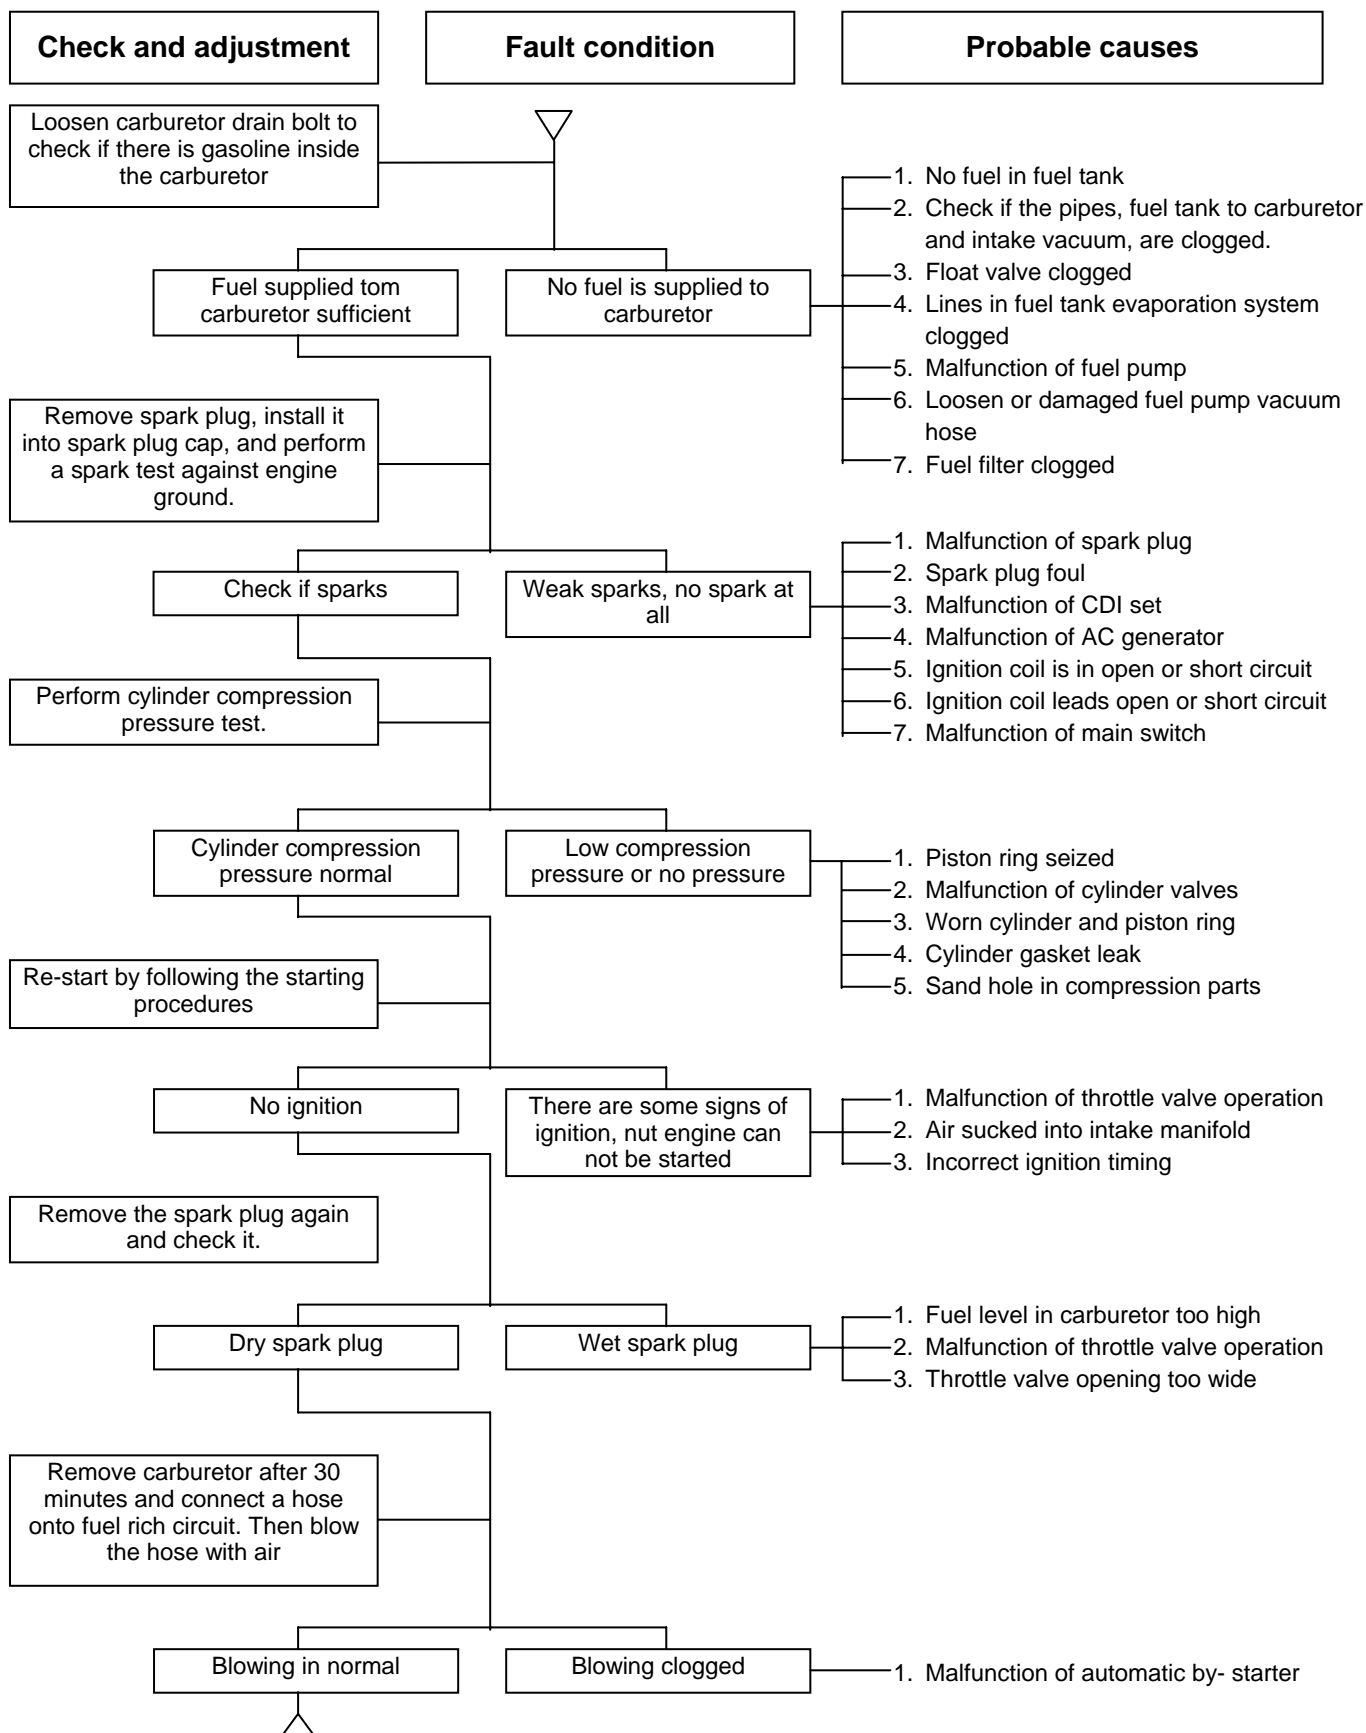 Check and adjustment
Fault condition
Probable causes
Loosen carburetor drain bolt to
check if there is gasoline inside
the carburetor
Fuel supplied tom
carburetor sufficient
No fuel is supplied to
carburetor
1. No fuel in fuel tank
2. Check if the pipes, fuel tank to carburetor
and intake vacuum, are clogged.
3. Float valve clogged
4. Lines in fuel tank evaporation system
clogged
5. Malfunction of fuel pump
6. Loosen or damaged fuel pump vacuum
hose
7. Fuel filter clogged
Remove spark plug, install it
into spark plug cap, and perform
a spark test against engine
ground.
Check if sparks
Weak sparks, no spark at
all
1. Malfunction of spark plug
2. Spark plug foul
3. Malfunction of CDI set
4. Malfunction of AC generator
5. Ignition coil is in open or short circuit
6. Ignition coil leads open or short circuit
7. Malfunction of main switch
Perform cylinder compression
pressure test.
Cylinder compression
pressure normal
Low compression
pressure or no pressure
1. Piston ring seized
2. Malfunction of cylinder valves
3. Worn cylinder and piston ring
4. Cylinder gasket leak
5. Sand hole in compression parts
Re-start by following the starting
procedures
No ignition
There are some signs of
ignition, nut engine can
not be started
1. Malfunction of throttle valve operation
2. Air sucked into intake manifold
3. Incorrect ignition timing
Remove the spark plug again
and check it.
Dry spark plug
Wet spark plug
1. Fuel level in carburetor too high
2. Malfunction of throttle valve operation
3. Throttle valve opening too wide
Remove carburetor after 30
minutes and connect a hose
onto fuel rich circuit. Then blow
the hose with air
Blowing in normal
Blowing clogged
1. Malfunction of automatic by- starter